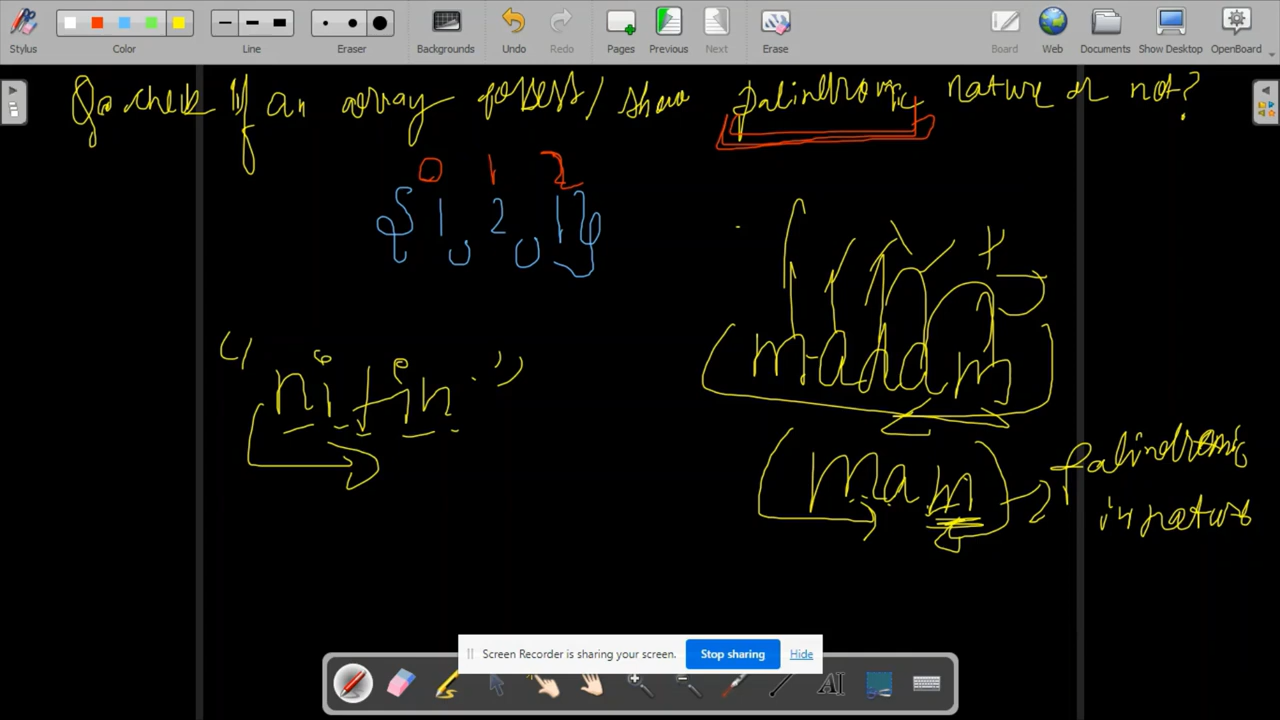 Stylus Color Line Eraser Backgrounds Undo Redo Pages Previous Next Erase Board Web Documents Show Desktop OpenBoard
Q → check if an array possess / show palindromic nature or not?
0 1 2
{1, 2, 1}
madam
"nitin"
mam → palindromic
in nature
Screen Recorder is sharing your screen. Stop sharing Hide